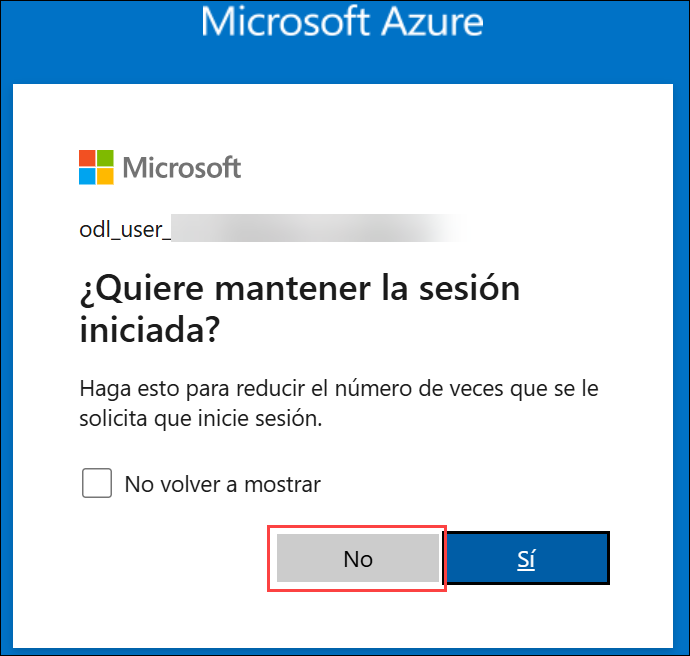 Microsoft Azure
Microsoft
odl_user_
¿Quiere mantener la sesión
iniciada?
Haga esto para reducir el número de veces que se le
solicita que inicie sesión.
No volver a mostrar
No
Sí